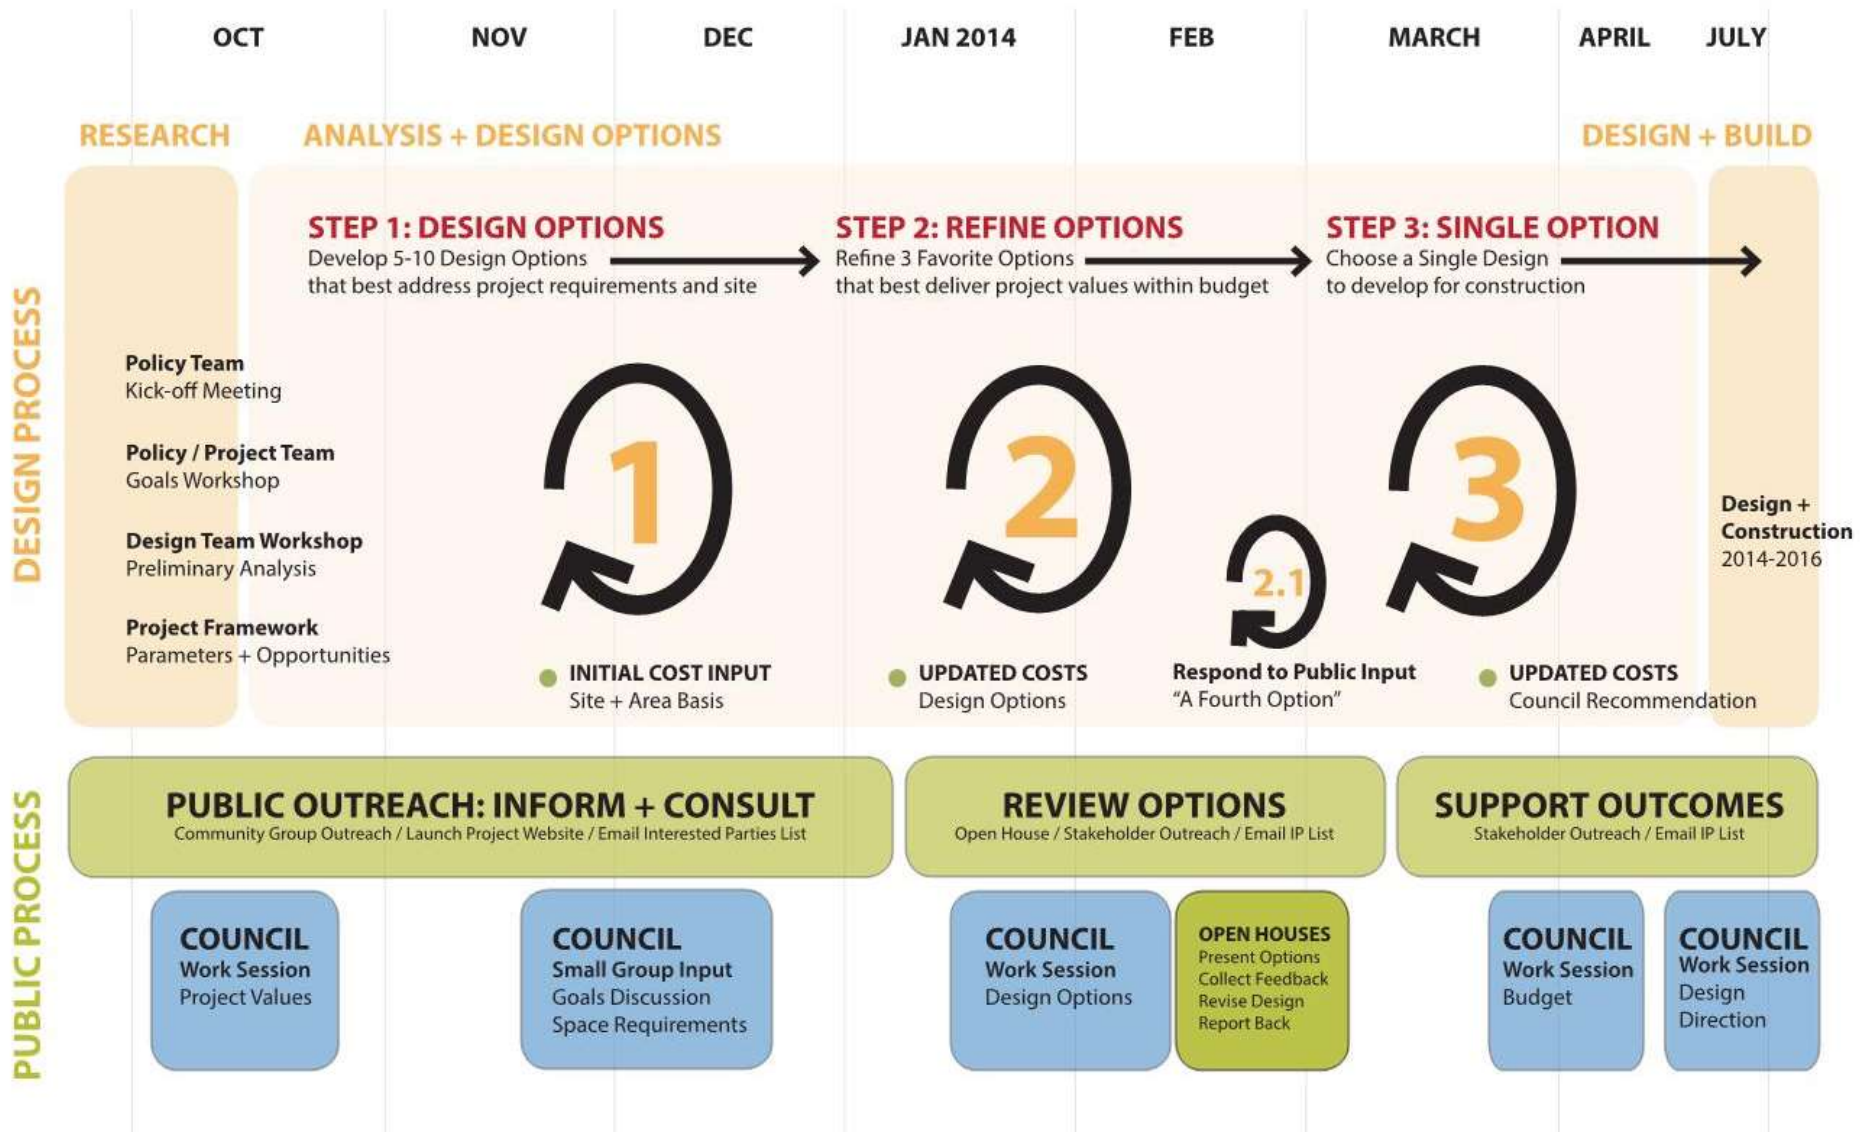 OCT NOV DEC JAN 2014 FEB MARCH APRIL JULY
RESEARCH ANALYSIS + DESIGN OPTIONS DESIGN + BUILD
DESIGN PROCESS
STEP 1: DESIGN OPTIONS
Develop 5-10 Design Options
that best address project requirements and site
STEP 2: REFINE OPTIONS
Refine 3 Favorite Options
that best deliver project values within budget
STEP 3: SINGLE OPTION
Choose a Single Design
to develop for construction
Policy Team
Kick-off Meeting
Policy / Project Team
Goals Workshop
Design Team Workshop
Preliminary Analysis
Project Framework
Parameters + Opportunities
1
INITIAL COST INPUT
Site + Area Basis
2
UPDATED COSTS
Design Options
2.1
Respond to Public Input
“A Fourth Option”
3
UPDATED COSTS
Council Recommendation
Design +
Construction
2014-2016
PUBLIC PROCESS
PUBLIC OUTREACH: INFORM + CONSULT
Community Group Outreach / Launch Project Website / Email Interested Parties List
REVIEW OPTIONS
Open House / Stakeholder Outreach / Email IP List
SUPPORT OUTCOMES
Stakeholder Outreach / Email IP List
COUNCIL
Work Session
Project Values
COUNCIL
Small Group Input
Goals Discussion
Space Requirements
COUNCIL
Work Session
Design Options
OPEN HOUSES
Present Options
Collect Feedback
Revise Design
Report Back
COUNCIL
Work Session
Budget
COUNCIL
Work Session
Design
Direction